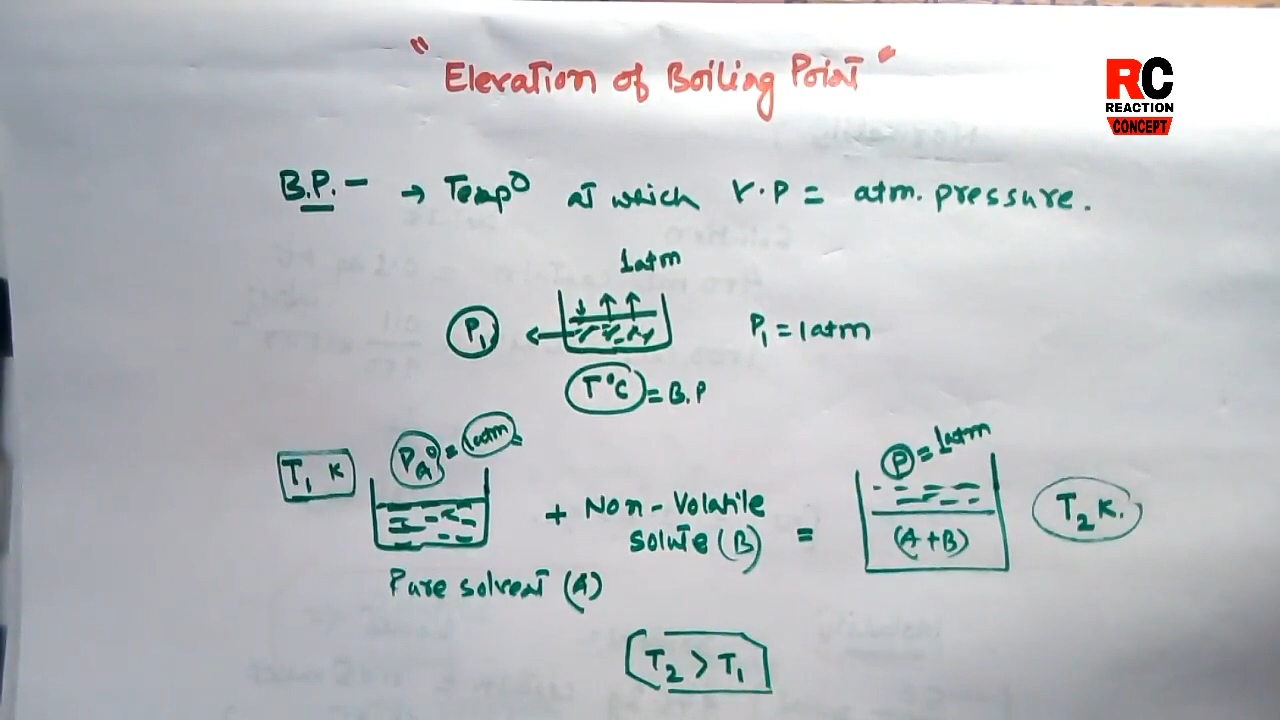 "Elevation of Boiling Point"
RC
REACTION
CONCEPT
B.P. - → Temp⁰ at which V.P = atm. pressure.
1atm
P₁ P₁ = 1atm
T°C = B.P
T₁ K P_A⁰ = 1atm P = 1atm
+ Non-Volatile solute (B) = (A+B) T₂ K.
Pure solvent (A)
T₂ > T₁